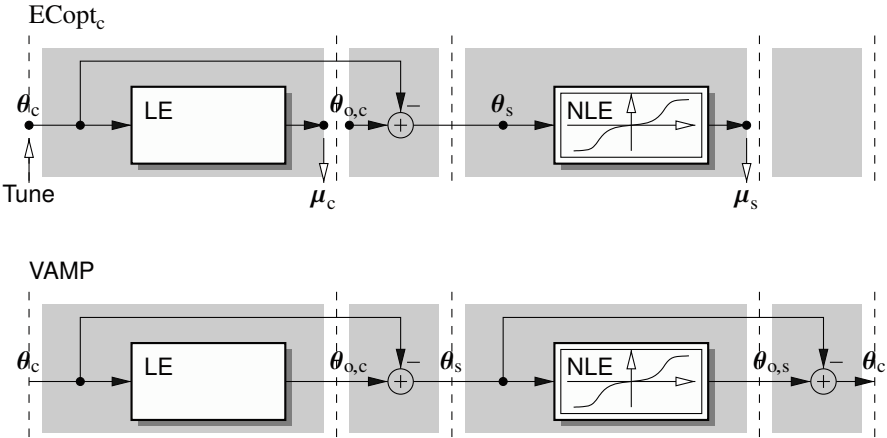 ECopt_c
θ_c LE θ_o,c − + θ_s NLE
Tune μ_c μ_s
VAMP
θ_c LE θ_o,c − + θ_s NLE θ_o,s − + θ_c